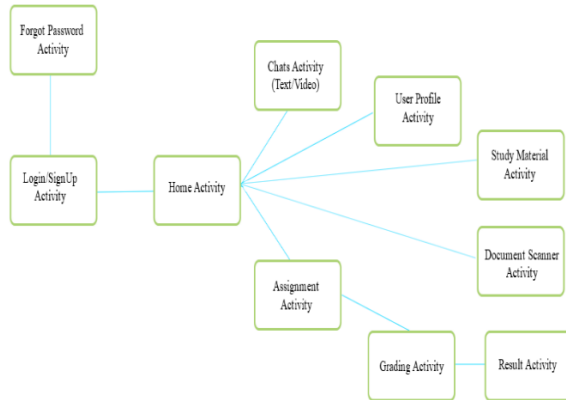 Forgot Password
Activity
Chats Activity
(Text/Video)
User Profile
Activity
Study Material
Activity
Login/SignUp
Activity
Home Activity
Document Scanner
Activity
Assignment
Activity
Grading Activity
Result Activity